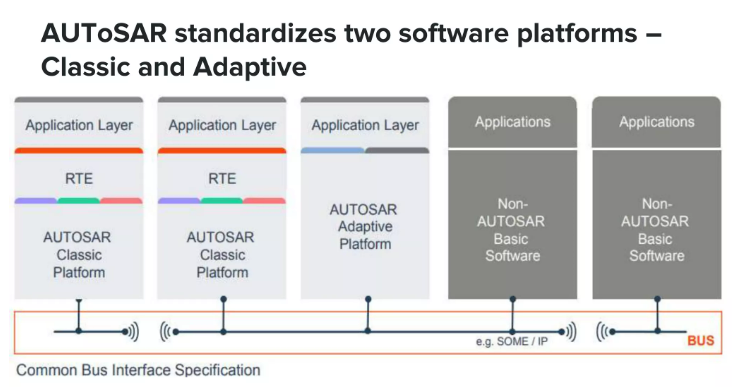 AUToSAR standardizes two software platforms –
Classic and Adaptive
Application Layer
RTE
AUTOSAR
Classic
Platform
Application Layer
RTE
AUTOSAR
Classic
Platform
Application Layer
AUTOSAR
Adaptive
Platform
Applications
Non-
AUTOSAR
Basic
Software
Applications
Non-
AUTOSAR
Basic
Software
e.g. SOME / IP
BUS
Common Bus Interface Specification